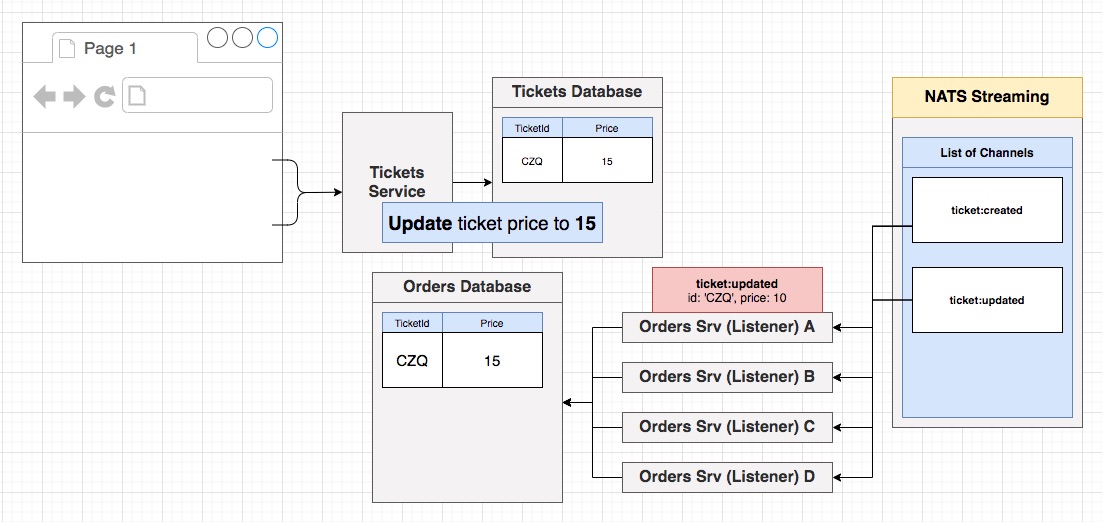 Page 1
Tickets Database
TicketId Price
CZQ 15
Tickets
Service
Update ticket price to 15
NATS Streaming
List of Channels
ticket:created
ticket:updated
Orders Database
TicketId Price
CZQ 15
ticket:updated
id: 'CZQ', price: 10
Orders Srv (Listener) A
Orders Srv (Listener) B
Orders Srv (Listener) C
Orders Srv (Listener) D